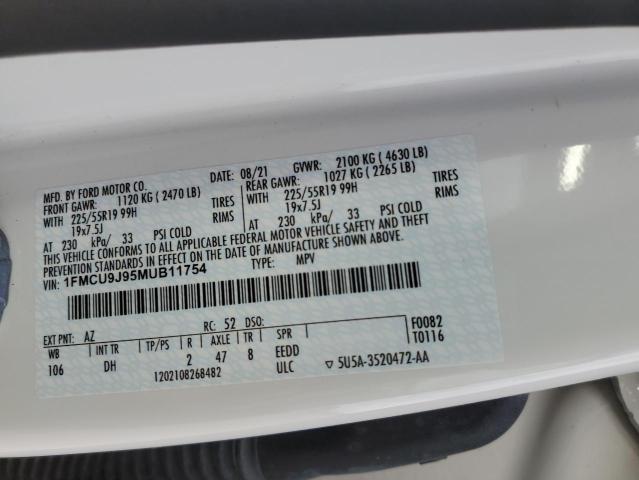 MFD. BY FORD MOTOR CO.
DATE: 08/21 GVWR: 2100 KG ( 4630 LB)
FRONT GAWR: 1120 KG ( 2470 LB) REAR GAWR: 1027 KG ( 2265 LB)
WITH 225/55R19 99H TIRES WITH 225/55R19 99H TIRES
19x7.5J RIMS 19x7.5J RIMS
AT 230 kPa/ 33 PSI COLD AT 230 kPa/ 33 PSI COLD
THIS VEHICLE CONFORMS TO ALL APPLICABLE FEDERAL MOTOR VEHICLE SAFETY AND THEFT
PREVENTION STANDARDS IN EFFECT ON THE DATE OF MANUFACTURE SHOWN ABOVE.
VIN: 1FMCU9J95MUB11754 TYPE: MPV
EXT PNT: AZ RC: 52 DSO: F0082
WB INT TR TP/PS R AXLE TR SPR T0116
106 DH 2 47 8 EEDD
1202108268482 ULC ▽ 5U5A-3520472-AA